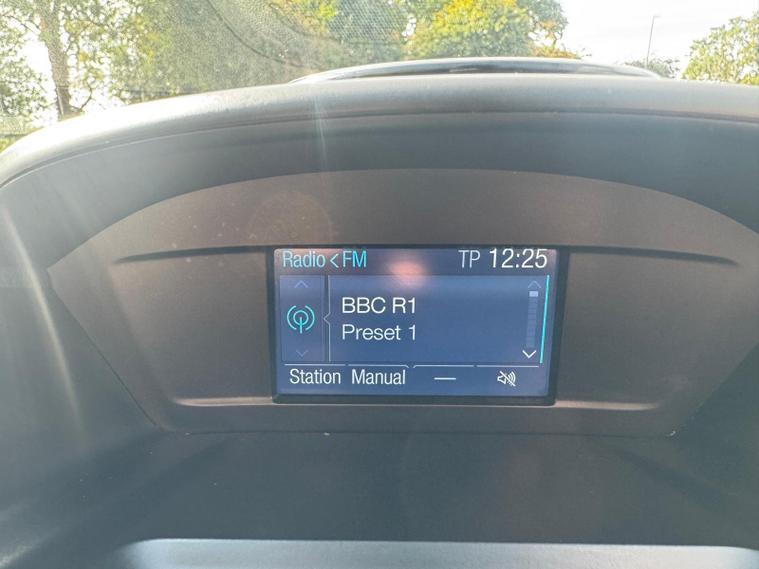 Radio < FM TP 12:25
BBC R1
Preset 1
Station Manual —